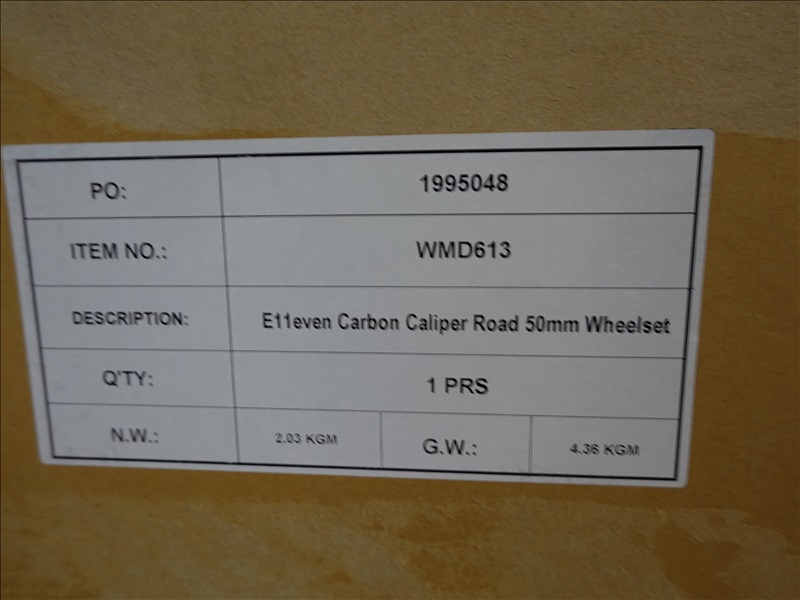 PO: 1995048
ITEM NO.: WMD613
DESCRIPTION: E11even Carbon Caliper Road 50mm Wheelset
Q'TY: 1 PRS
N.W.: 2.03 KGM G.W.: 4.36 KGM